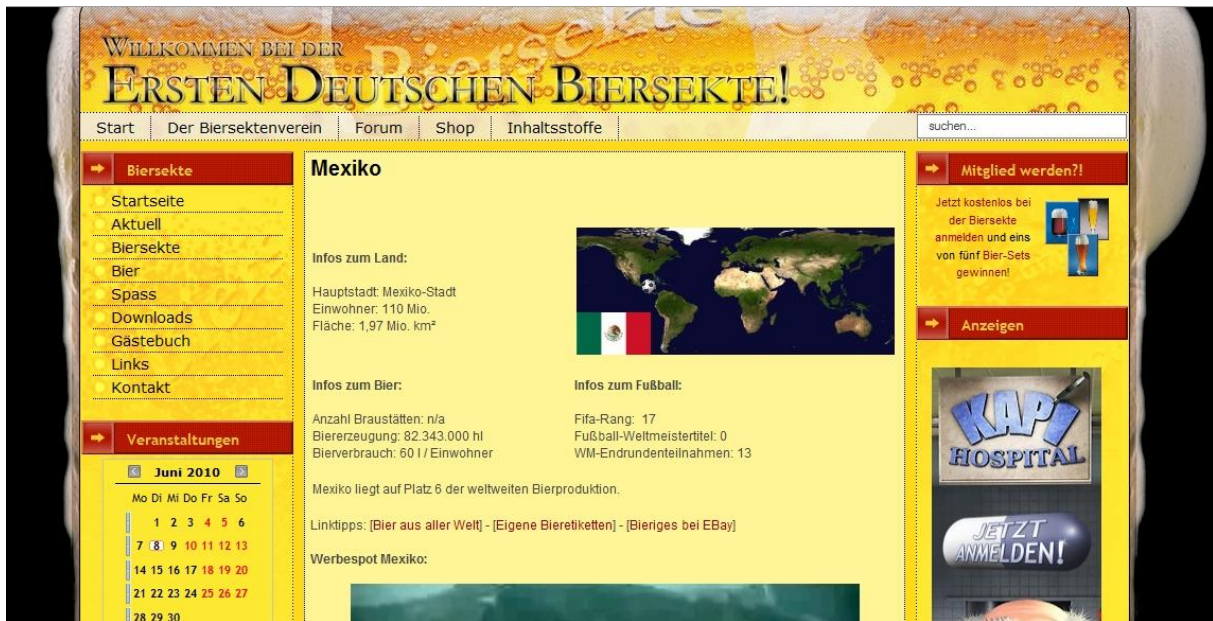 WILLKOMMEN BEI DER
ERSTEN DEUTSCHEN BIERSEKTE!
Start
Der Biersektenverein
Forum
Shop
Inhaltsstoffe
suchen...
Biersekte
Startseite
Aktuell
Biersekte
Bier
Spass
Downloads
Gästebuch
Links
Kontakt
Veranstaltungen
Juni 2010
Mo Di Mi Do Fr Sa So
1 2 3 4 5 6
7 8 9 10 11 12 13
14 15 16 17 18 19 20
21 22 23 24 25 26 27
28 29 30
Mexiko
Infos zum Land:
Hauptstadt: Mexiko-Stadt
Einwohner: 110 Mio.
Fläche: 1,97 Mio. km²
Infos zum Bier:
Anzahl Braustätten: n/a
Biererzeugung: 82.343.000 hl
Bierverbrauch: 60 l / Einwohner
Infos zum Fußball:
Fifa-Rang: 17
Fußball-Weltmeistertitel: 0
WM-Endrundenteilnahmen: 13
Mexiko liegt auf Platz 6 der weltweiten Bierproduktion.
Linktipps: [Bier aus aller Welt] - [Eigene Bieretiketten] - [Bieriges bei EBay]
Werbespot Mexiko:
Mitglied werden?!
Jetzt kostenlos bei
der Biersekte
anmelden und eins
von fünf Bier-Sets
gewinnen!
Anzeigen
KAPI
HOSPITAL
JETZT
ANMELDEN!